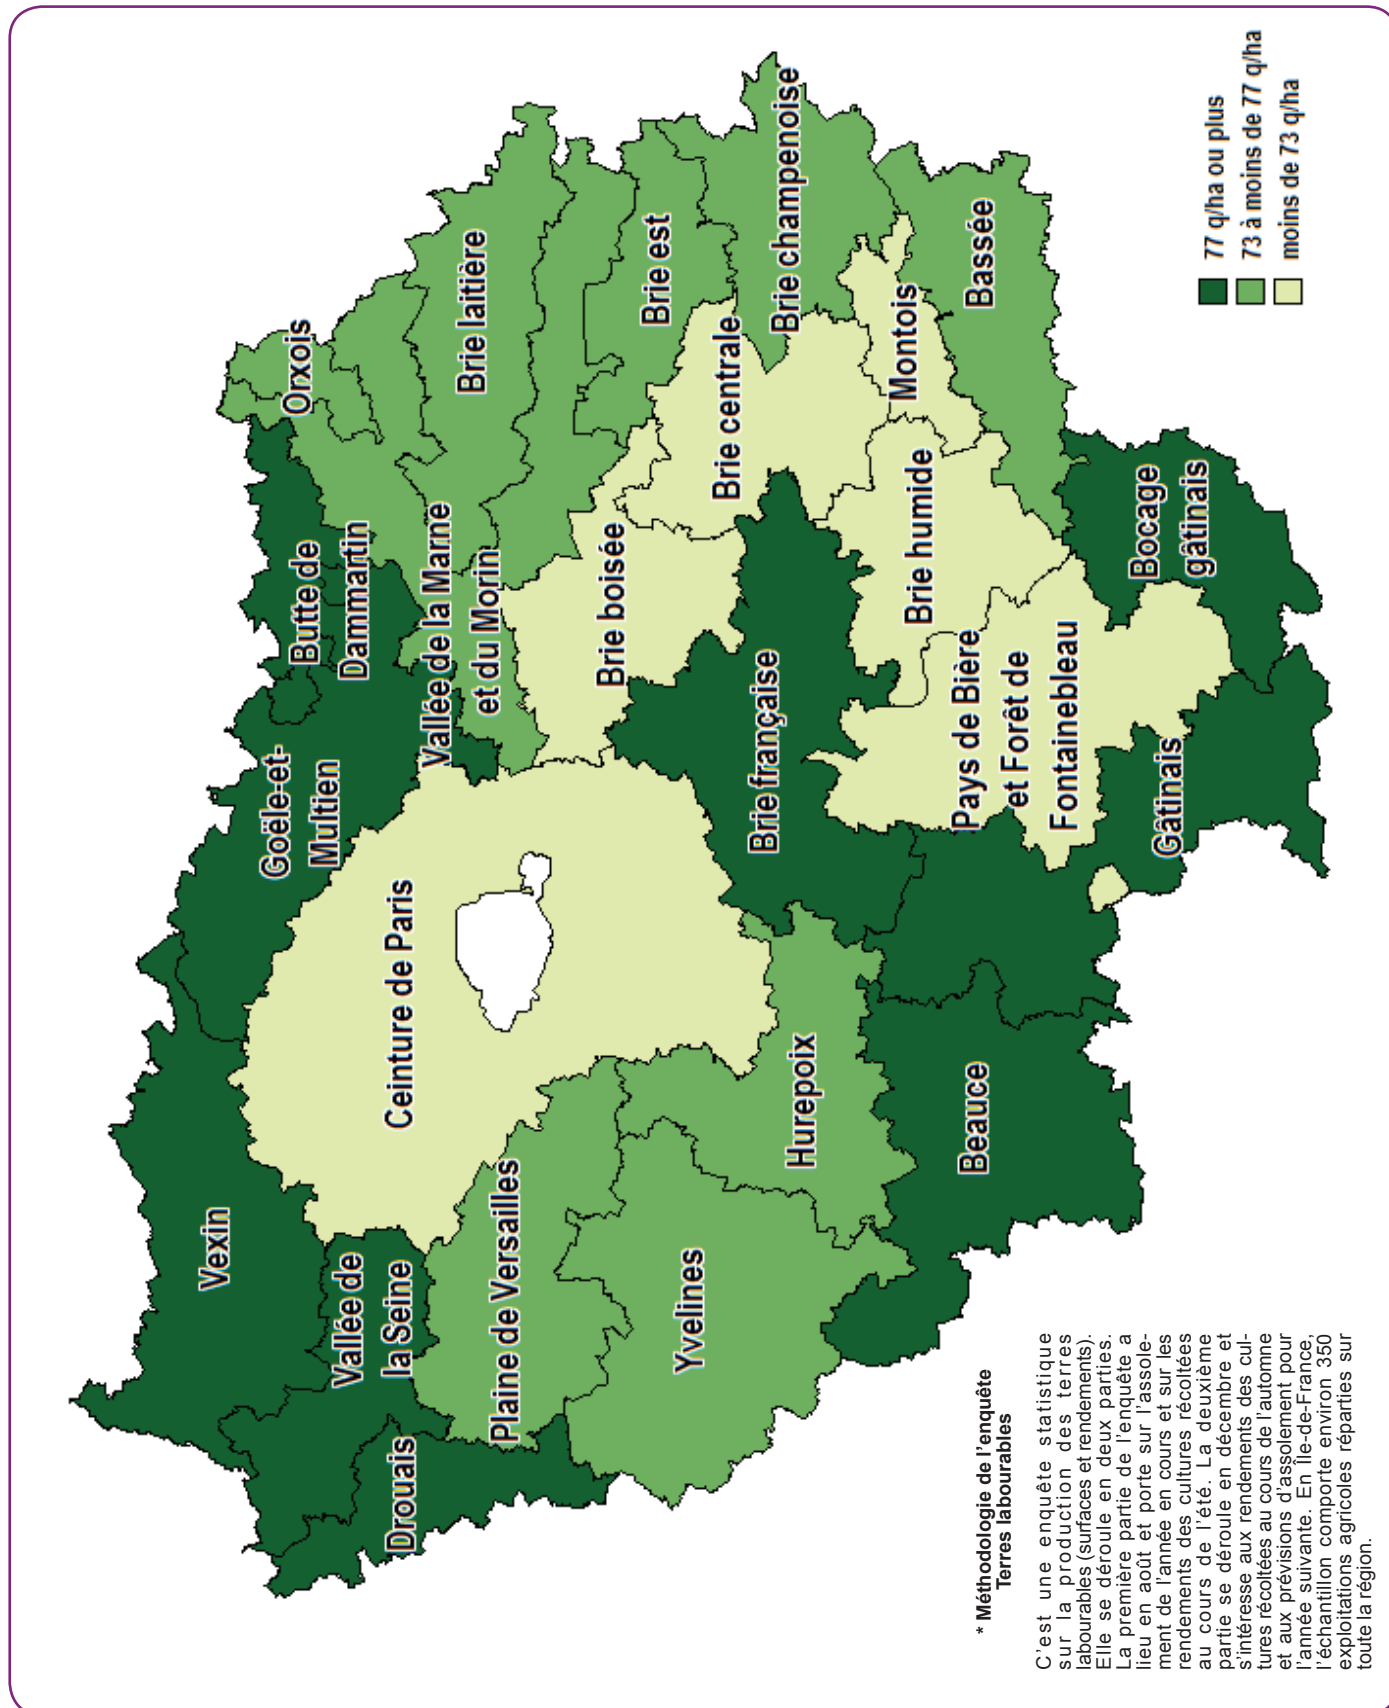 Orxois
Butte de
Dammartin
Goële-et-
Multien
Vexin
Vallée de
la Seine
Drouais
Ceinture de Paris
Vallée de la Marne
et du Morin
Brie laitière
Brie est
Brie boisée
Brie centrale
Brie champenoise
Plaine de Versailles
Yvelines
Hurepoix
Brie française
Brie humide
Montois
Bassée
Pays de Bière
et Forêt de
Fontainebleau
Beauce
Gâtinais
Bocage
gâtinais
77 q/ha ou plus
73 à moins de 77 q/ha
moins de 73 q/ha
* Méthodologie de l'enquête
Terres labourables
C'est une enquête statistique
sur la production des terres
labourables (surfaces et rendements).
Elle se déroule en deux parties.
La première partie de l'enquête a
lieu en août et porte sur l'assole-
ment de l'année en cours et sur les
rendements des cultures récoltées
au cours de l'été. La deuxième
partie se déroule en décembre et
s'intéresse aux rendements des cul-
tures récoltées au cours de l'automne
et aux prévisions d'assolement pour
l'année suivante. En Île-de-France,
l'échantillon comporte environ 350
exploitations agricoles réparties sur
toute la région.